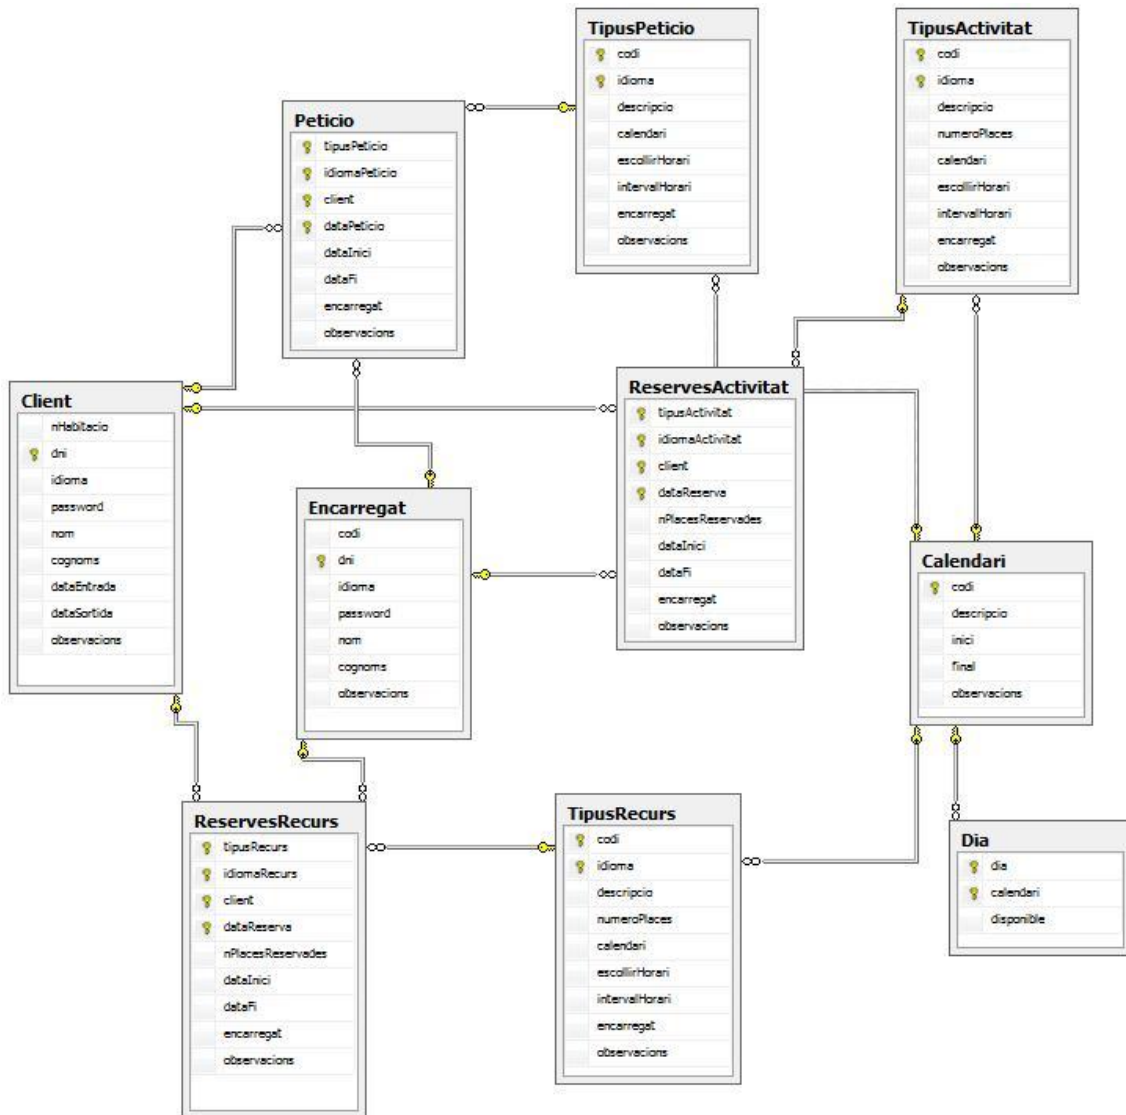 TipusPeticio
codi
idioma
descripcio
calendari
escollirHorari
intervalHorari
encarregat
observacions
TipusActivitat
codi
idioma
descripcio
numeroPlaces
calendari
escollirHorari
intervalHorari
encarregat
observacions
Peticio
tipusPeticio
idiomaPeticio
client
dataPeticio
dataInici
dataFi
encarregat
observacions
Client
nHabitacio
dni
idioma
password
nom
cognoms
dataEntrada
dataSortida
observacions
ReservesActivitat
tipusActivitat
idiomaActivitat
client
dataReserva
nPlacesReservades
dataInici
dataFi
encarregat
observacions
Encarregat
codi
dni
idioma
password
nom
cognoms
observacions
Calendari
codi
descripcio
inici
final
observacions
ReservesRecurs
tipusRecurs
idiomaRecurs
client
dataReserva
nPlacesReservades
dataInici
dataFi
encarregat
observacions
TipusRecurs
codi
idioma
descripcio
numeroPlaces
calendari
escollirHorari
intervalHorari
encarregat
observacions
Dia
dia
calendari
disponible